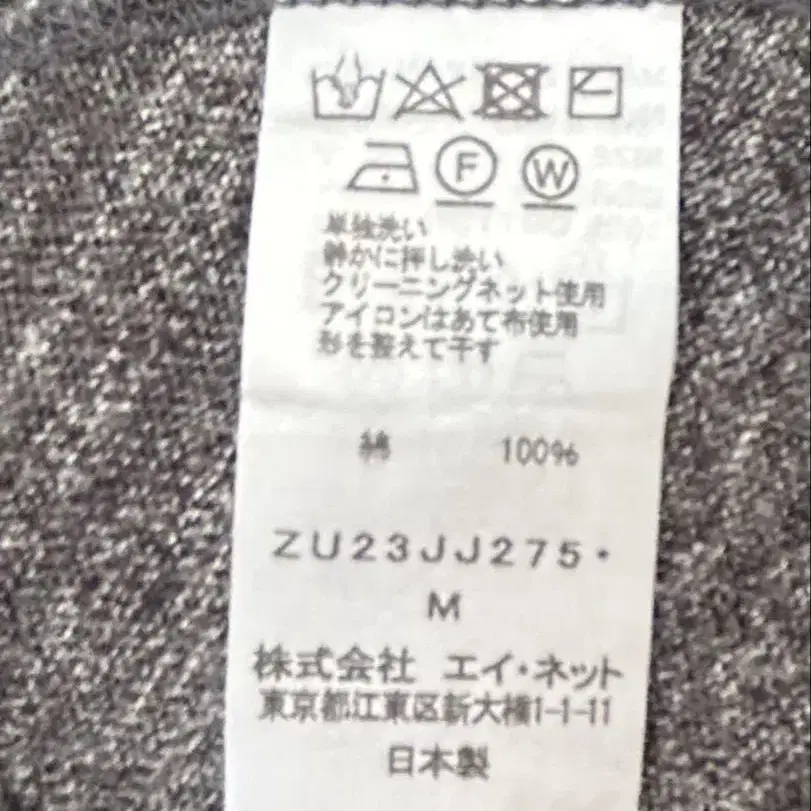 F W
単独洗い
静かに押し洗い
クリーニングネット使用
アイロンはあて布使用
形を整えて干す
綿 100%
ZU23JJ275・
M
株式会社 エイ・ネット
東京都江東区新大橋1-1-11
日本製